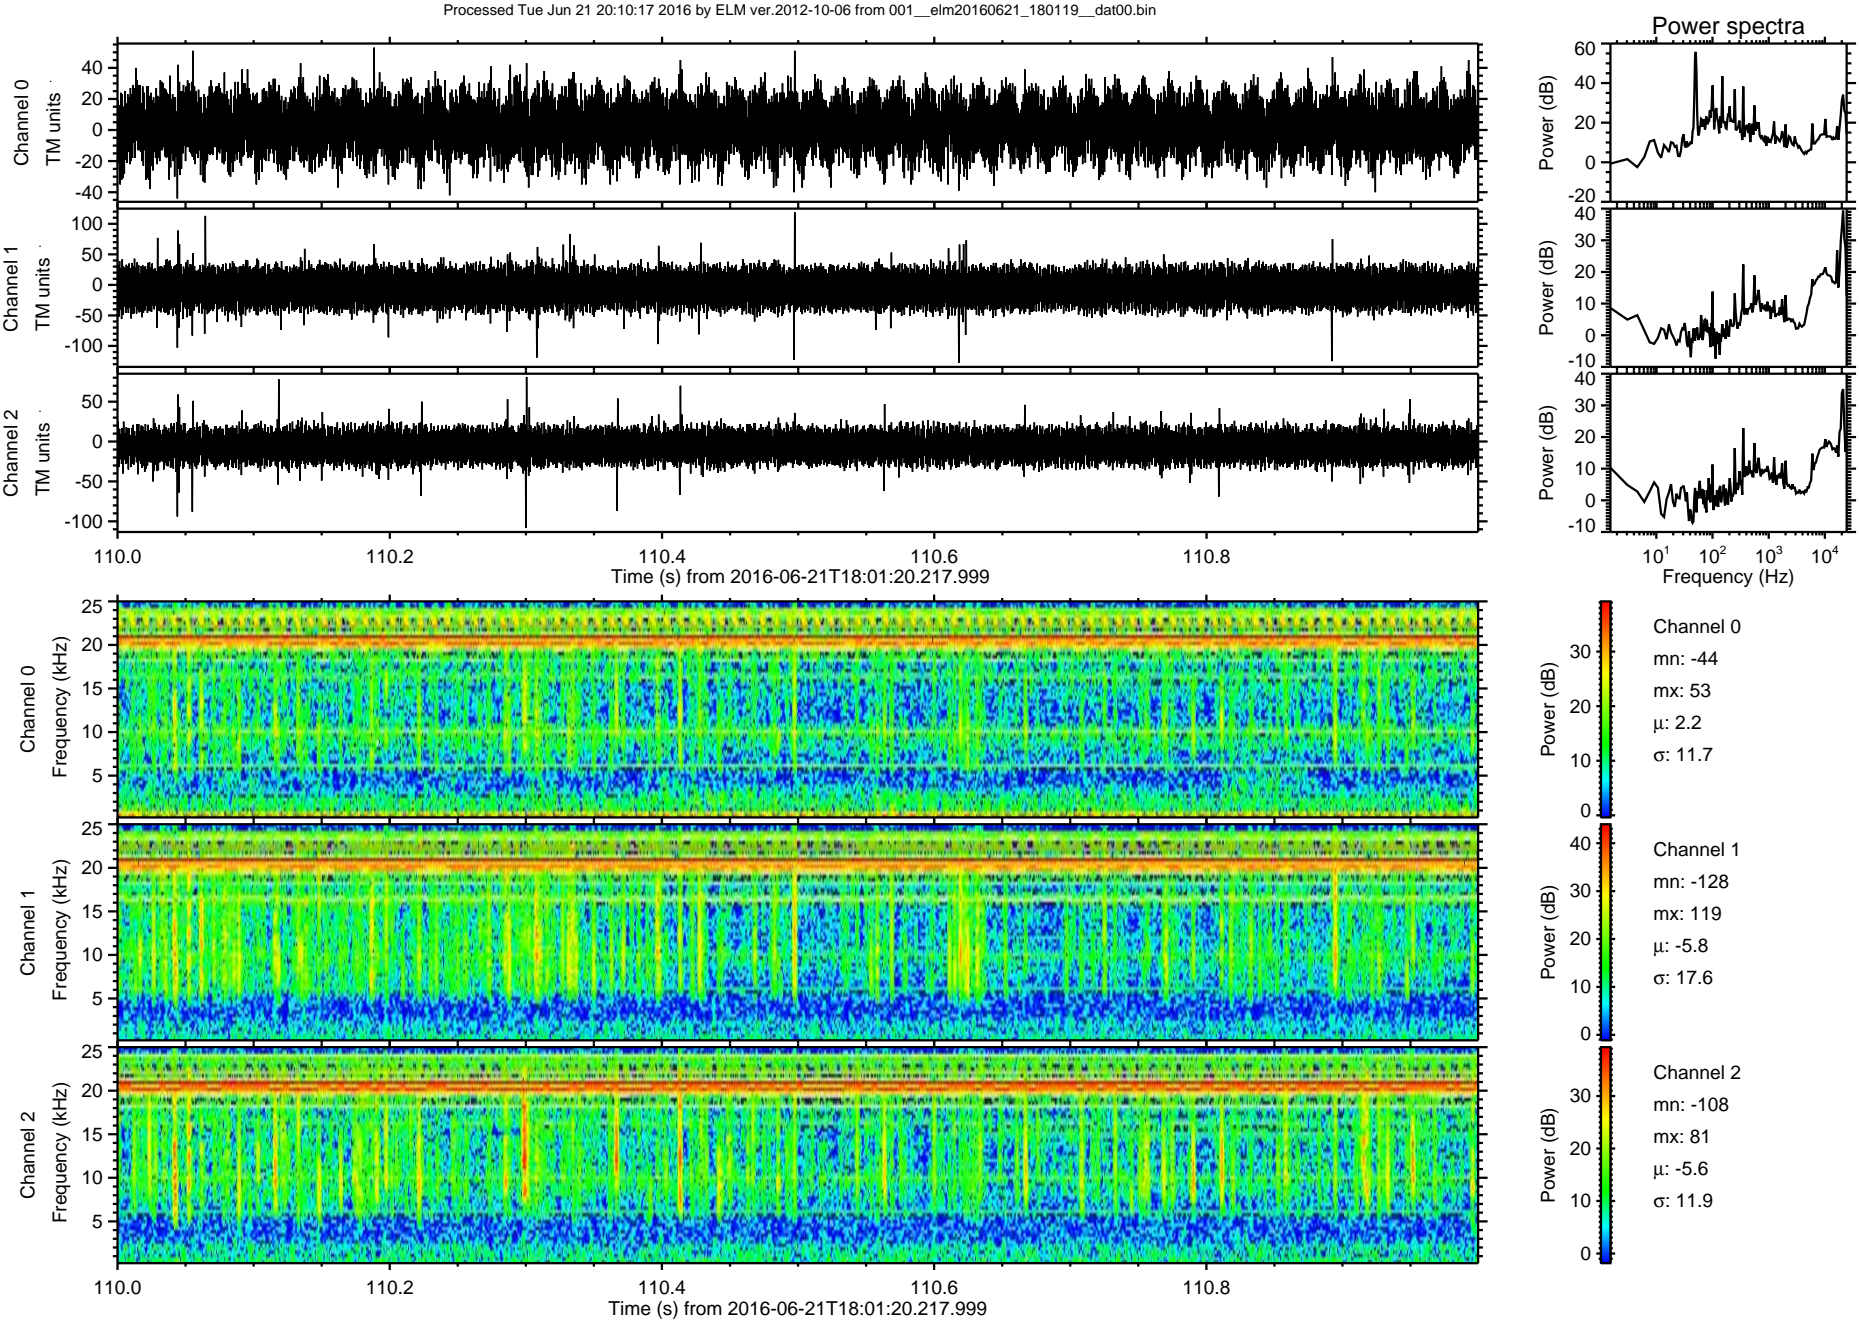 Processed Tue Jun 21 20:10:17 2016 by ELM ver.2012-10-06 from 001__elm20160621_180119__dat00.bin
Power spectra
Channel 0
TM units
40
20
0
-20
-40
Power (dB)
60
40
20
0
-20
Channel 1
TM units
100
50
0
-50
-100
Power (dB)
40
30
20
10
0
-10
Channel 2
TM units
50
0
-50
-100
Power (dB)
40
30
20
10
0
-10
110.0 110.2 110.4 110.6 110.8
Time (s) from 2016-06-21T18:01:20.217.999
10¹ 10² 10³ 10⁴
Frequency (Hz)
Channel 0
Frequency (kHz)
25
20
15
10
5
Power (dB)
30
20
10
0
Channel 0
mn: -44
mx: 53
μ: 2.2
σ: 11.7
Channel 1
Frequency (kHz)
25
20
15
10
5
Power (dB)
40
30
20
10
0
Channel 1
mn: -128
mx: 119
μ: -5.8
σ: 17.6
Channel 2
Frequency (kHz)
25
20
15
10
5
Power (dB)
30
20
10
0
Channel 2
mn: -108
mx: 81
μ: -5.6
σ: 11.9
110.0 110.2 110.4 110.6 110.8
Time (s) from 2016-06-21T18:01:20.217.999